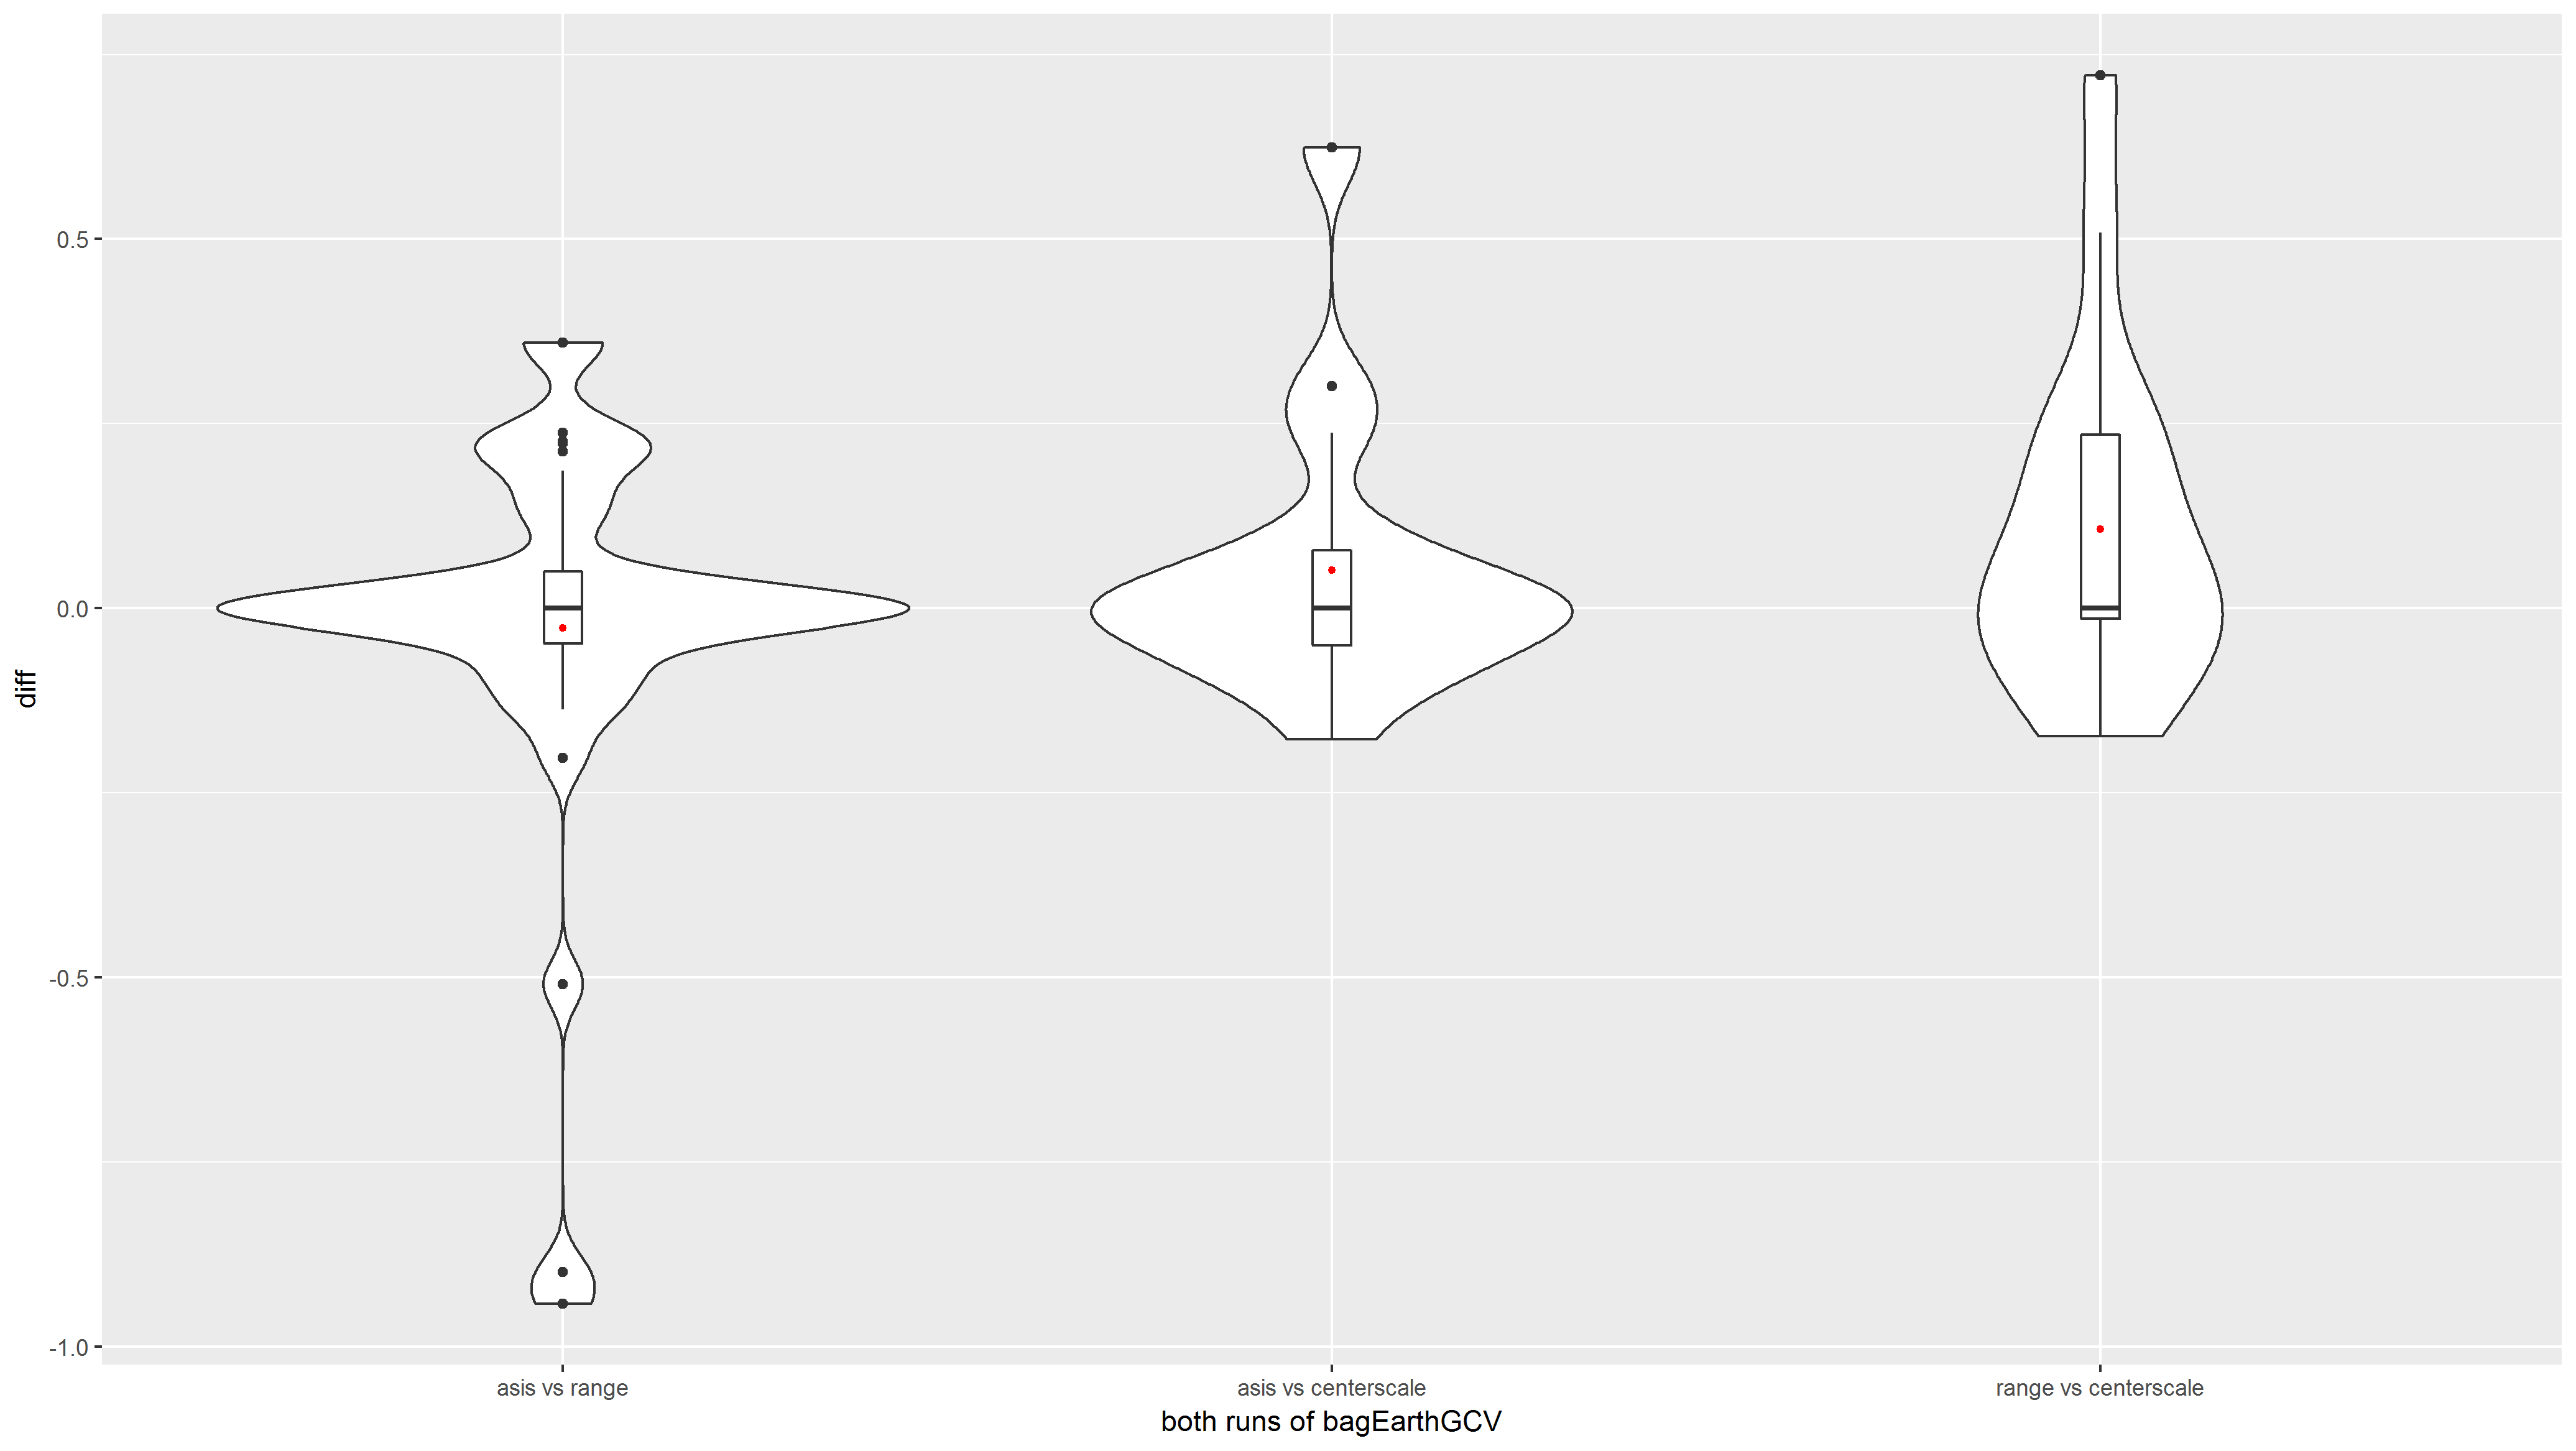 0.5
0.0
-0.5
-1.0
diff
asis vs range
asis vs centerscale
range vs centerscale
both runs of bagEarthGCV